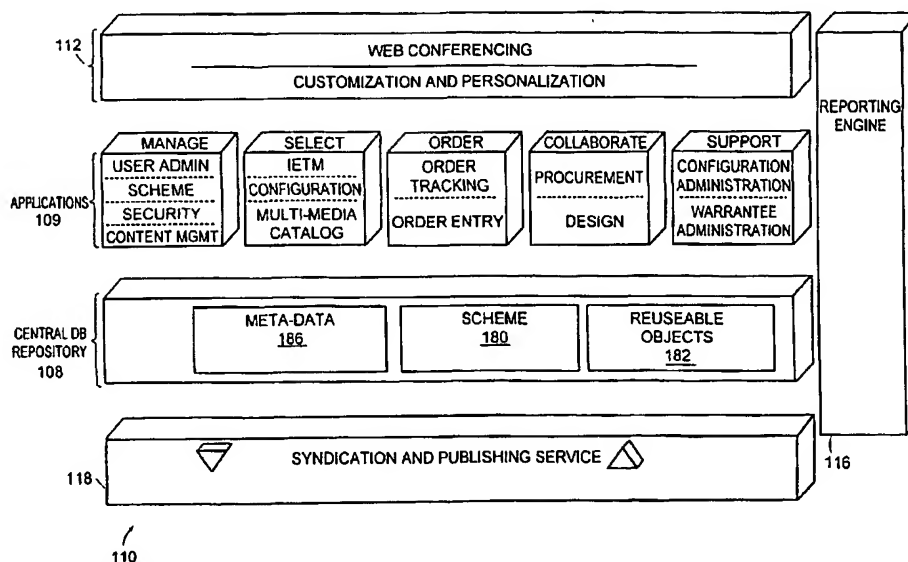 112
WEB CONFERENCING
CUSTOMIZATION AND PERSONALIZATION
REPORTING
ENGINE
APPLICATIONS
109
MANAGE
USER ADMIN
SCHEME
SECURITY
CONTENT MGMT
SELECT
IETM
CONFIGURATION
MULTI-MEDIA
CATALOG
ORDER
ORDER
TRACKING
ORDER ENTRY
COLLABORATE
PROCUREMENT
DESIGN
SUPPORT
CONFIGURATION
ADMINISTRATION
WARRANTEE
ADMINISTRATION
CENTRAL DB
REPOSITORY
108
META-DATA
186
SCHEME
180
REUSEABLE
OBJECTS
182
116
118
SYNDICATION AND PUBLISHING SERVICE
110